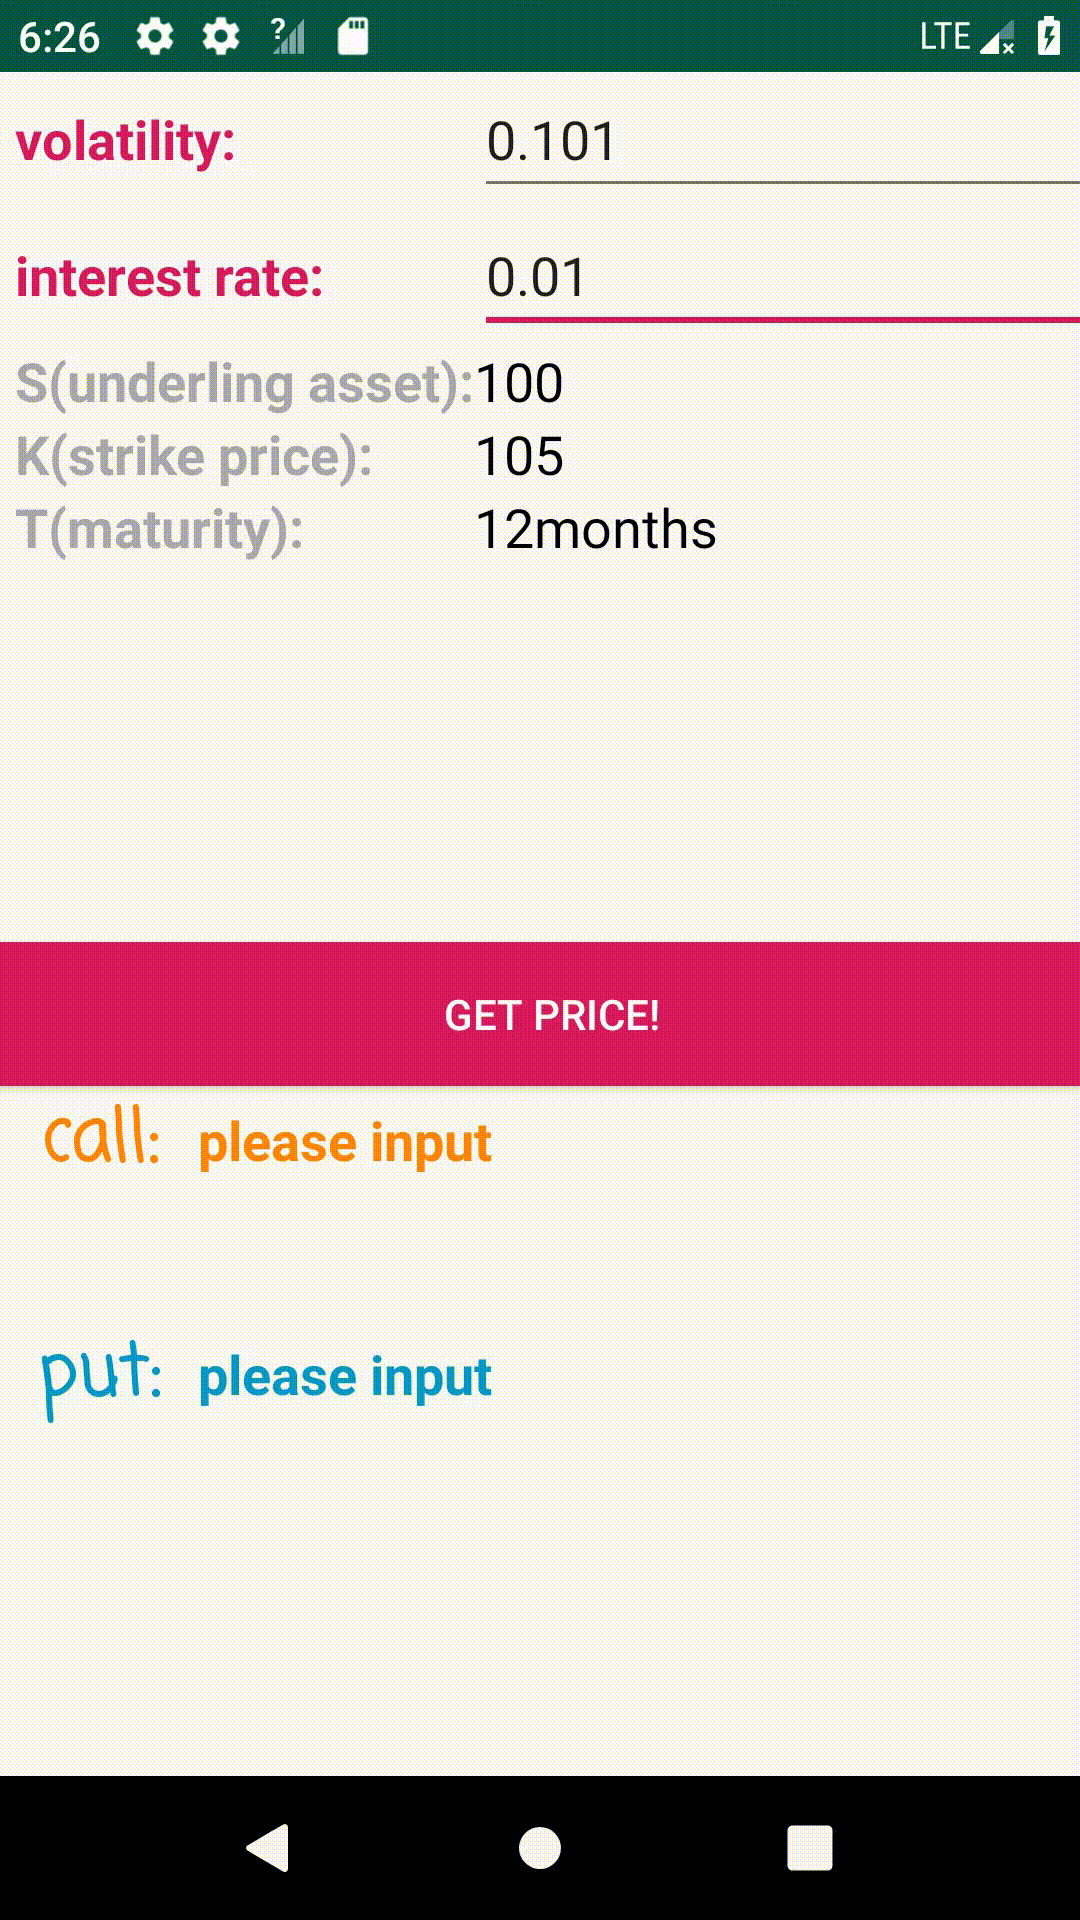 6:26 ? LTE
volatility: 0.101
interest rate: 0.01
S(underling asset):100
K(strike price): 105
T(maturity): 12months
GET PRICE!
call: please input
put: please input